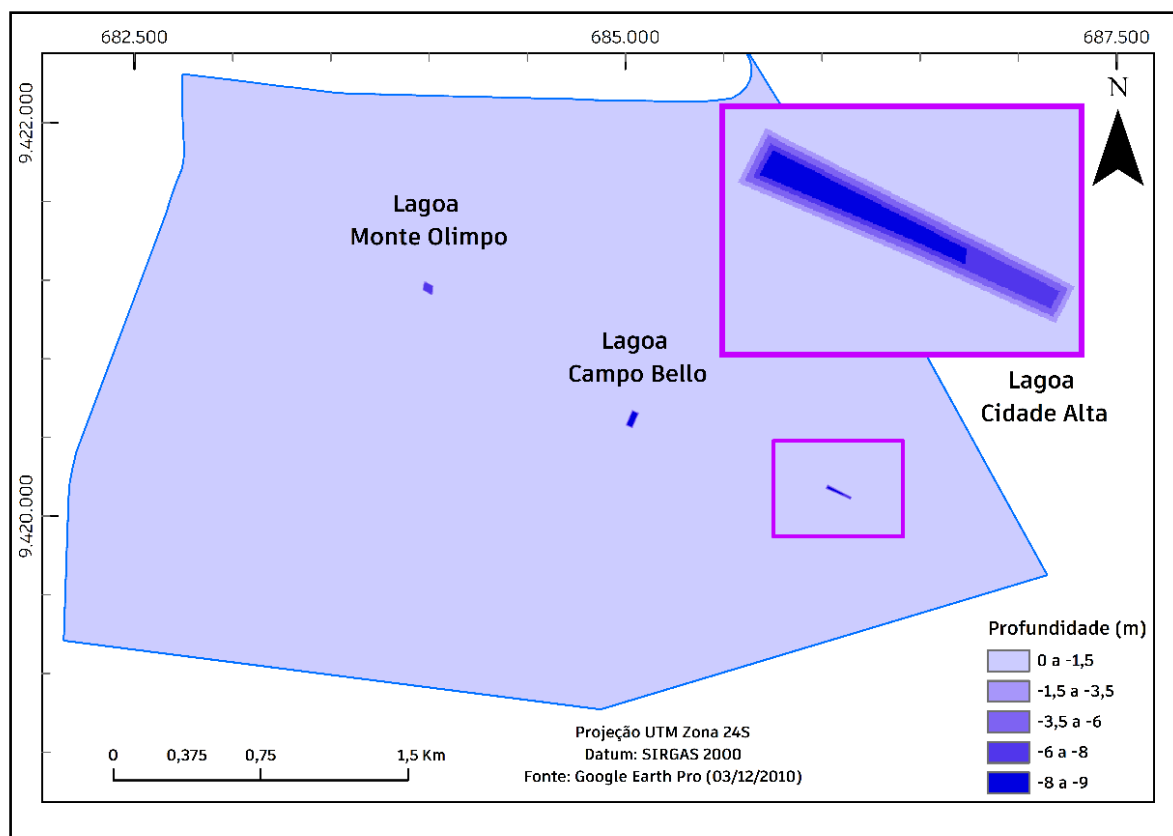 682.500
685.000
687.500
N
9.422.000
9.420.000
Lagoa
Monte Olimpo
Lagoa
Campo Bello
Lagoa
Cidade Alta
Profundidade (m)
0 a -1,5
-1,5 a -3,5
-3,5 a -6
-6 a -8
-8 a -9
Projeção UTM Zona 24S
Datum: SIRGAS 2000
Fonte: Google Earth Pro (03/12/2010)
0 0,375 0,75 1,5 Km